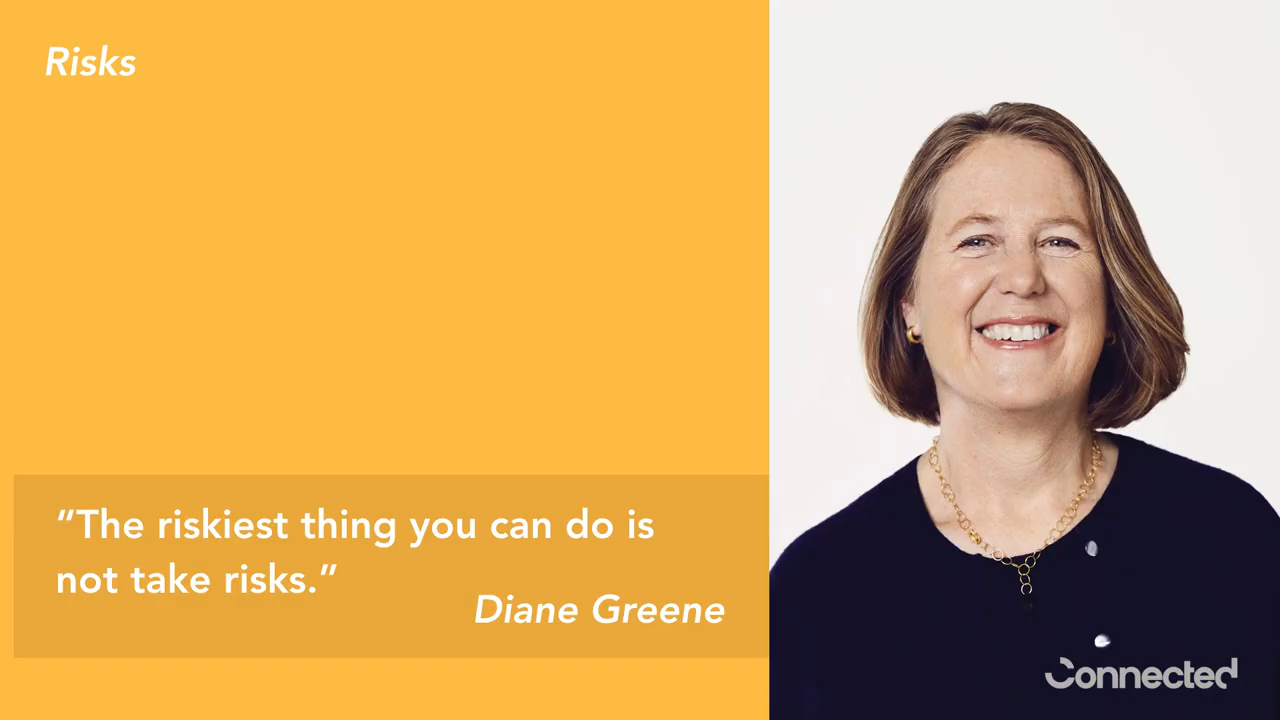 Risks
“The riskiest thing you can do is
not take risks.”
Diane Greene
Connected